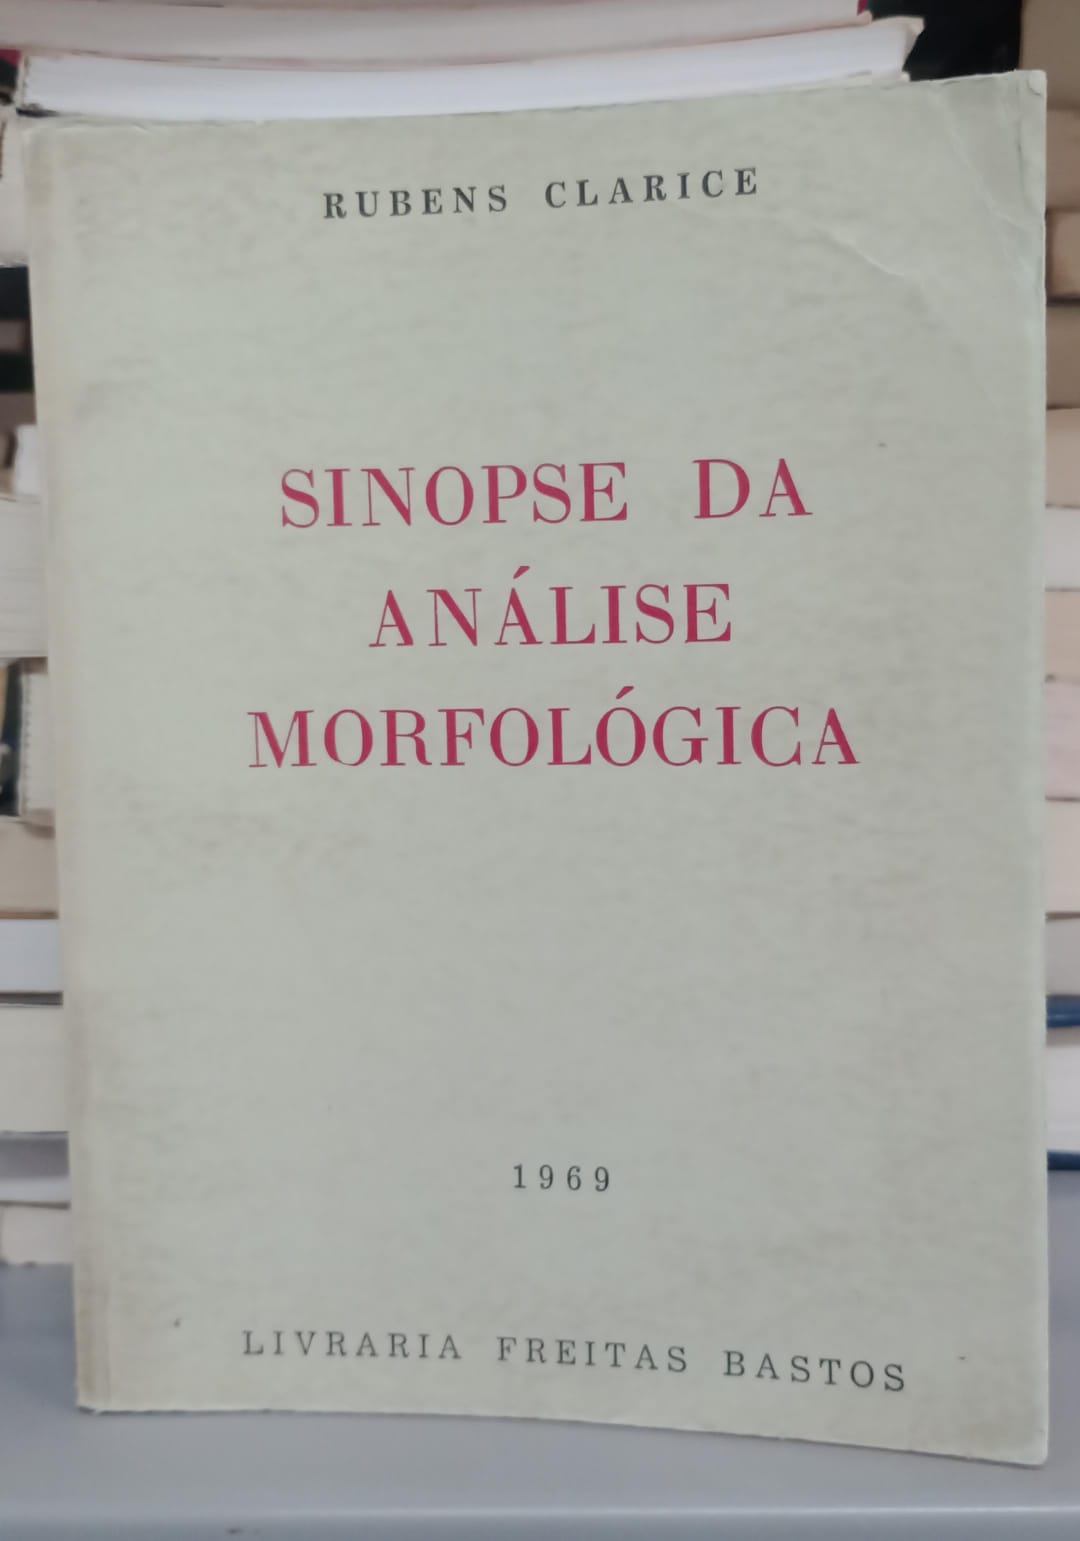 RUBENS CLARICE
SINOPSE DA
ANÁLISE
MORFOLÓGICA
1969
LIVRARIA FREITAS BASTOS